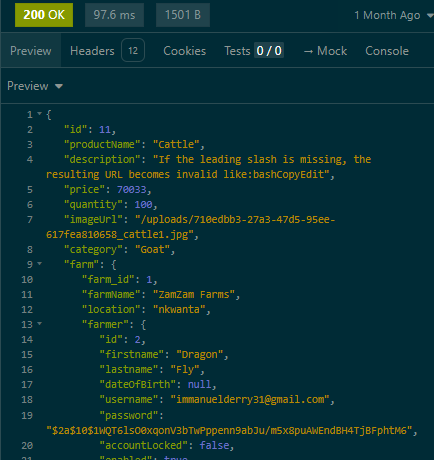 200 OK 97.6 ms 1501 B 1 Month Ago
Preview Headers 12 Cookies Tests 0 / 0 → Mock Console
Preview
1 {
2 "id": 11,
3 "productName": "Cattle",
4 "description": "If the leading slash is missing, the
resulting URL becomes invalid like:bashCopyEdit",
5 "price": 70033,
6 "quantity": 100,
7 "imageUrl": "/uploads/710edbb3-27a3-47d5-95ee-
617fea810658_cattle1.jpg",
8 "category": "Goat",
9 "farm": {
10 "farm_id": 1,
11 "farmName": "ZamZam Farms",
12 "location": "nkwanta",
13 "farmer": {
14 "id": 2,
15 "firstname": "Dragon",
16 "lastname": "Fly",
17 "dateOfBirth": null,
18 "username": "immanuelderry31@gmail.com",
19 "password":
"$2a$10$1WQT6lsO0xqonV3bTwPppenn9abJu/m5x8puAWEndBH4TjBFphtM6",
20 "accountLocked": false,
21 "enabled": true